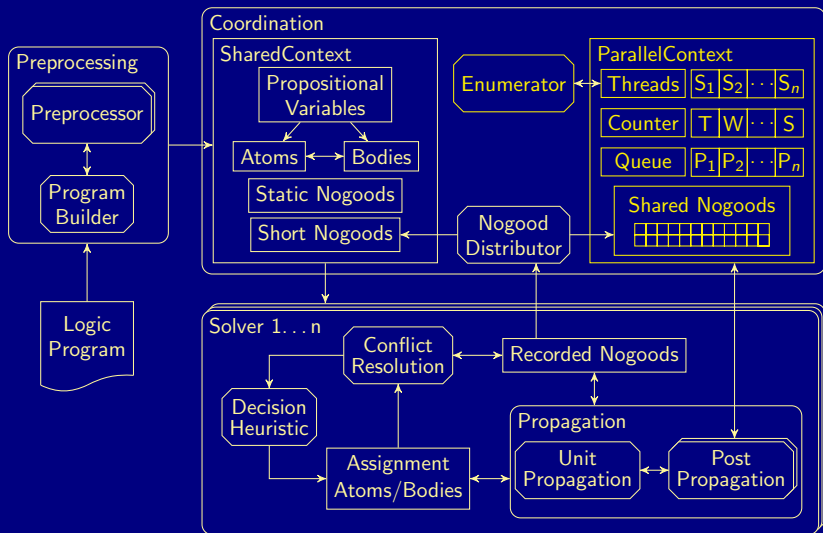 Coordination
Preprocessing
Preprocessor
Program
Builder
Logic
Program
SharedContext
Propositional
Variables
Atoms
Bodies
Static Nogoods
Short Nogoods
Enumerator
Nogood
Distributor
ParallelContext
Threads S₁ S₂ ··· Sₙ
Counter T W ··· S
Queue P₁ P₂ ··· Pₙ
Shared Nogoods
Solver 1...n
Conflict
Resolution
Recorded Nogoods
Decision
Heuristic
Assignment
Atoms/Bodies
Propagation
Unit
Propagation
Post
Propagation